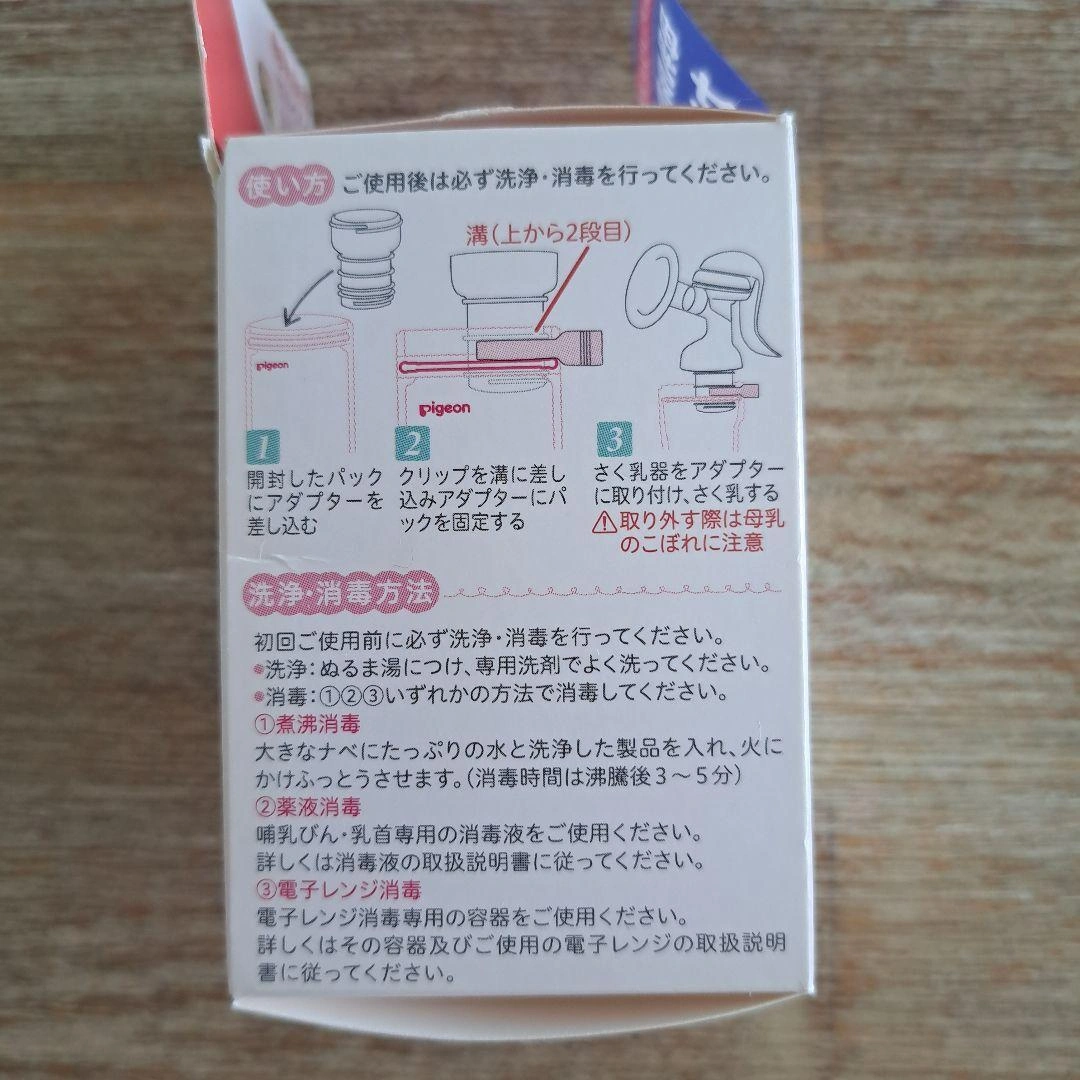 使い方 ご使用後は必ず洗浄・消毒を行ってください。
溝(上から2段目)
pigeon
pigeon
1
2
3
開封したパック
にアダプターを
差し込む
クリップを溝に差し
込みアダプターにパ
ックを固定する
さく乳器をアダプター
に取り付け、さく乳する
⚠取り外す際は母乳
のこぼれに注意
洗浄・消毒方法
初回ご使用前に必ず洗浄・消毒を行ってください。
●洗浄:ぬるま湯につけ、専用洗剤でよく洗ってください。
●消毒:①②③いずれかの方法で消毒してください。
①煮沸消毒
大きなナベにたっぷりの水と洗浄した製品を入れ、火に
かけふっとうさせます。(消毒時間は沸騰後3〜5分)
②薬液消毒
哺乳びん・乳首専用の消毒液をご使用ください。
詳しくは消毒液の取扱説明書に従ってください。
③電子レンジ消毒
電子レンジ消毒専用の容器をご使用ください。
詳しくはその容器及びご使用の電子レンジの取扱説明
書に従ってください。